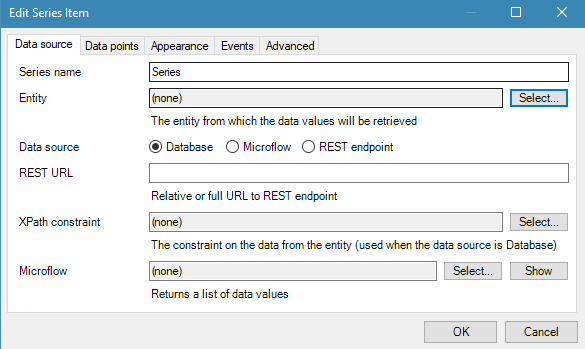 Edit Series Item
Data source Data points Appearance Events Advanced
Series name Series
Entity (none) Select...
The entity from which the data values will be retrieved
Data source Database Microflow REST endpoint
REST URL
Relative or full URL to REST endpoint
XPath constraint (none) Select...
The constraint on the data from the entity (used when the data source is Database)
Microflow (none) Select... Show
Returns a list of data values
OK Cancel